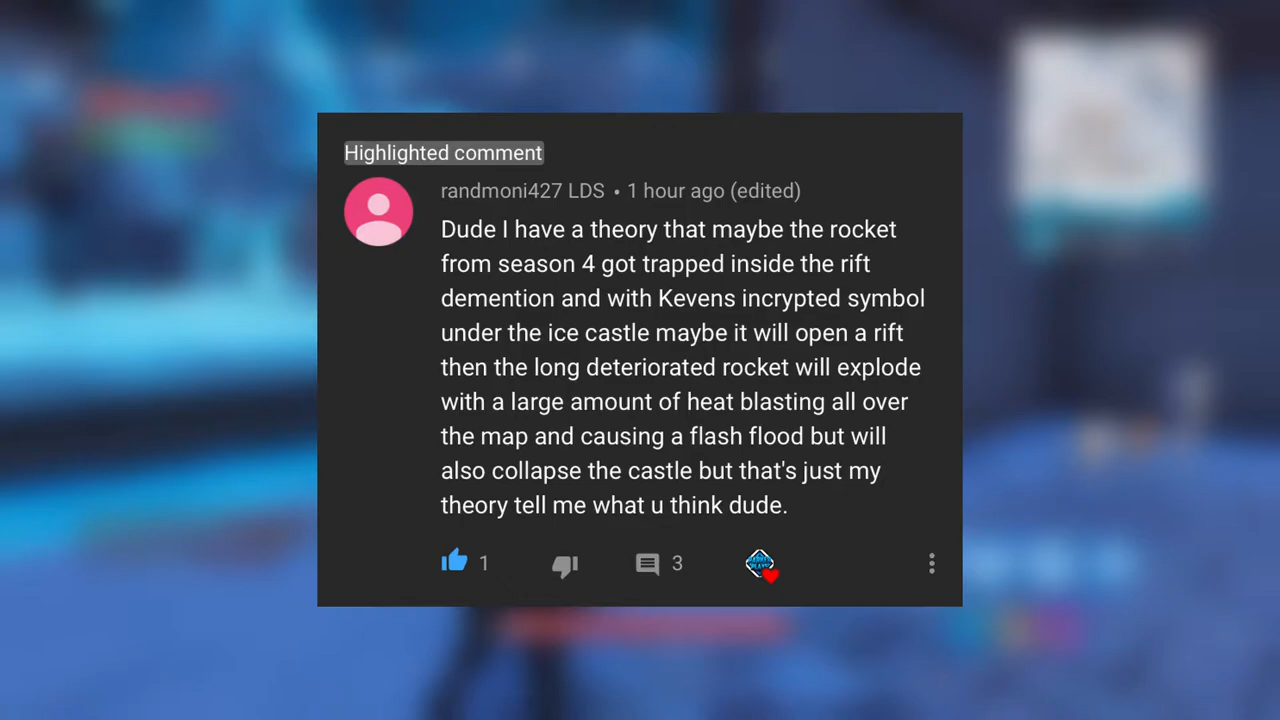 Highlighted comment
randmoni427 LDS • 1 hour ago (edited)
Dude I have a theory that maybe the rocket
from season 4 got trapped inside the rift
demention and with Kevens incrypted symbol
under the ice castle maybe it will open a rift
then the long deteriorated rocket will explode
with a large amount of heat blasting all over
the map and causing a flash flood but will
also collapse the castle but that's just my
theory tell me what u think dude.
1
3